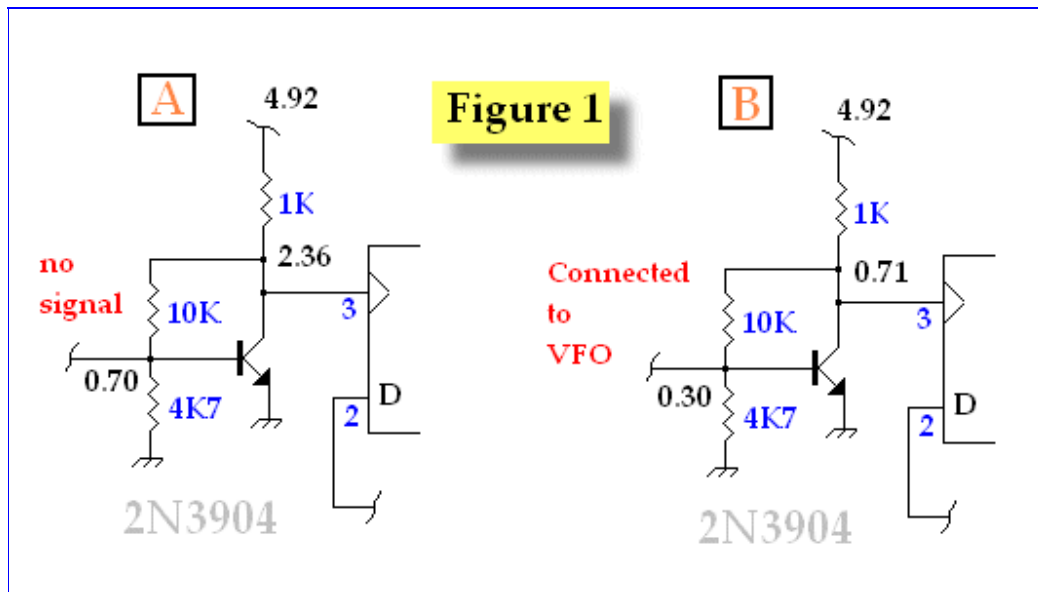 A
4.92
Figure 1
B
4.92
1K
1K
no
signal
2.36
10K
3
0.70
4K7
D
2
2N3904
Connected
to
VFO
0.71
10K
3
0.30
4K7
D
2
2N3904